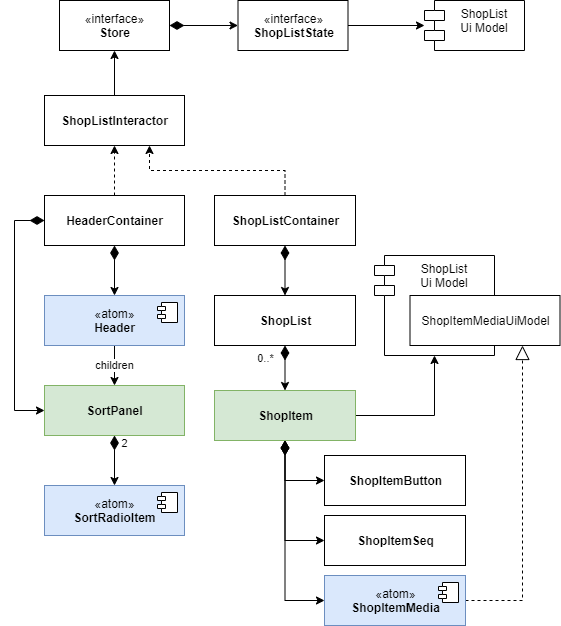 «interface»
Store
«interface»
ShopListState
ShopList
Ui Model
ShopListInteractor
HeaderContainer
ShopListContainer
ShopList
Ui Model
«atom»
Header
ShopList
ShopItemMediaUiModel
children
0..*
SortPanel
ShopItem
2
ShopItemButton
«atom»
SortRadioItem
ShopItemSeq
«atom»
ShopItemMedia